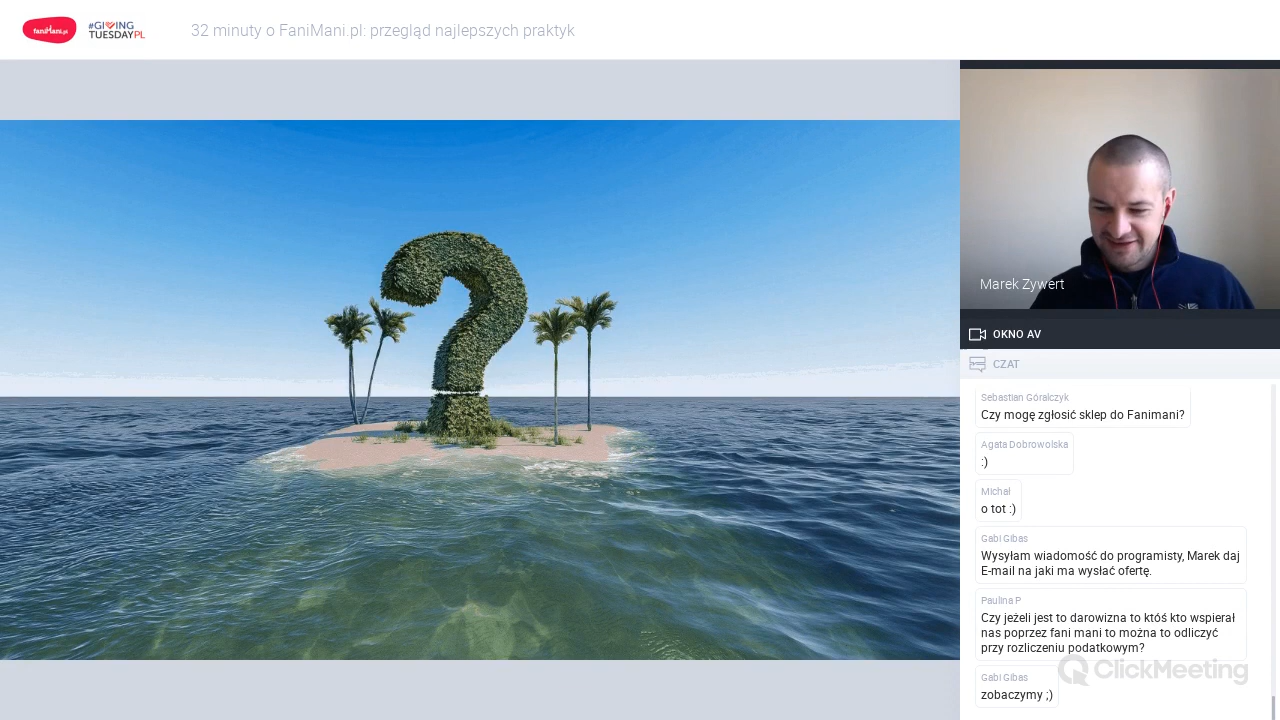 faniMani.pl
#GIVING
TUESDAYPL
32 minuty o FaniMani.pl: przegląd najlepszych praktyk
Marek Zywert
OKNO AV
CZAT
Sebastian Góralczyk
Czy mogę zgłosić sklep do Fanimani?
Agata Dobrowolska
:)
Michał
o tot :)
Gabi Gibas
Wysyłam wiadomość do programisty, Marek daj
E-mail na jaki ma wysłać ofertę.
Paulina P
Czy jeżeli jest to darowizna to któś kto wspierał
nas poprzez fani mani to można to odliczyć
przy rozliczeniu podatkowym?
ClickMeeting
Gabi Gibas
zobaczymy ;)